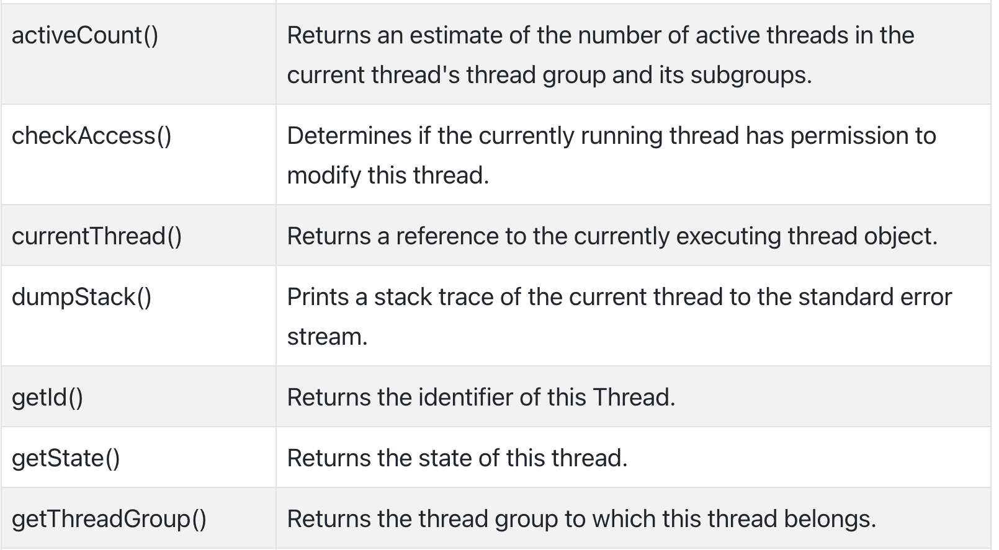 activeCount()
Returns an estimate of the number of active threads in the
current thread's thread group and its subgroups.
checkAccess()
Determines if the currently running thread has permission to
modify this thread.
currentThread()
Returns a reference to the currently executing thread object.
dumpStack()
Prints a stack trace of the current thread to the standard error
stream.
getId()
Returns the identifier of this Thread.
getState()
Returns the state of this thread.
getThreadGroup()
Returns the thread group to which this thread belongs.